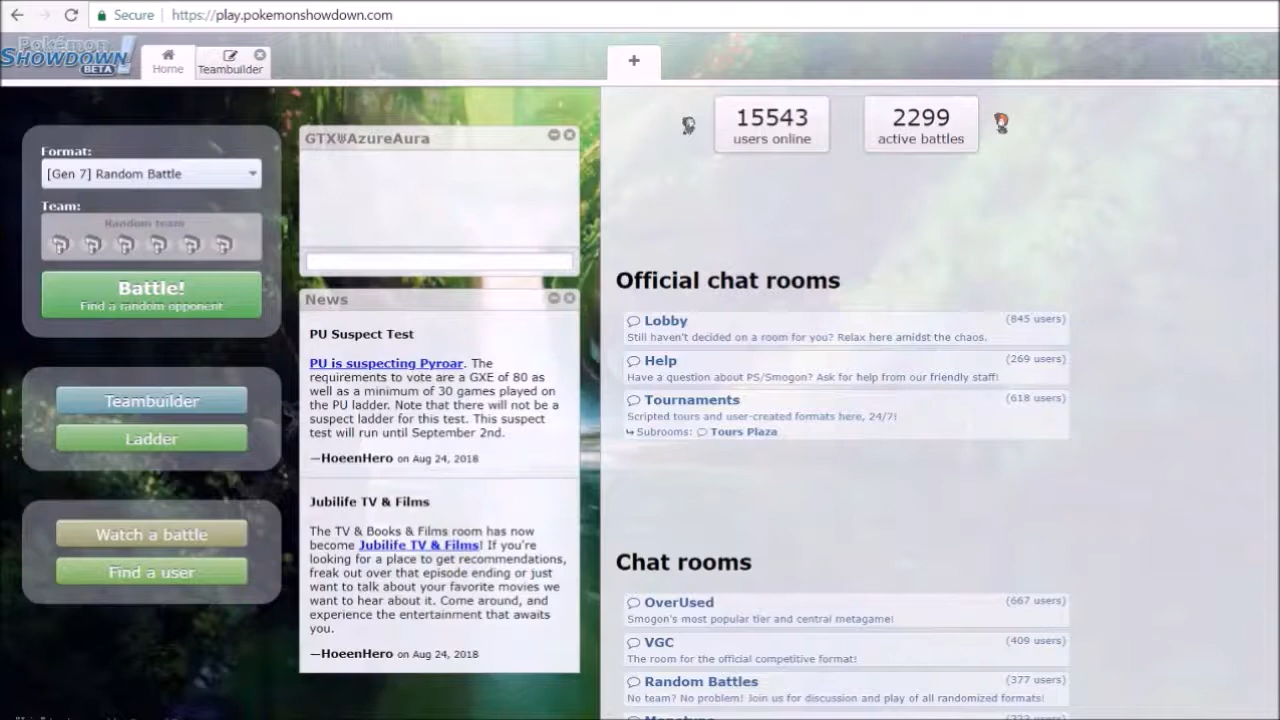 Secure
https://play.pokemonshowdown.com
Pokémon
SHOWDOWN!
BETA
Home
Teambuilder
+
Format:
[Gen 7] Random Battle
Team:
Random team
Battle!
Find a random opponent
Teambuilder
Ladder
Watch a battle
Find a user
News
PU Suspect Test
PU is suspecting Pyroar. The
requirements to vote are a GXE of 80 as
well as a minimum of 30 games played on
the PU ladder. Note that there will not be a
suspect ladder for this test. This suspect
test will run until September 2nd.
—HoeenHero on Aug 24, 2018
Jubilife TV & Films
The TV & Books & Films room has now
become Jubilife TV & Films! If you're
looking for a place to get recommendations,
freak out over that episode ending or just
want to talk about your favorite movies we
want to hear about it. Come around, and
experience the entertainment that awaits
you.
—HoeenHero on Aug 24, 2018
15543
users online
2299
active battles
Official chat rooms
Lobby (845 users)
Still haven't decided on a room for you? Relax here amidst the chaos.
Help (269 users)
Have a question about PS/Smogon? Ask for help from our friendly staff!
Tournaments (618 users)
Scripted tours and user-created formats here, 24/7!
↳ Subrooms: Tours Plaza
Chat rooms
OverUsed (667 users)
Smogon's most popular tier and central metagame!
VGC (409 users)
The room for the official competitive format!
Random Battles (377 users)
No team? No problem! Join us for discussion and play of all randomized formats!